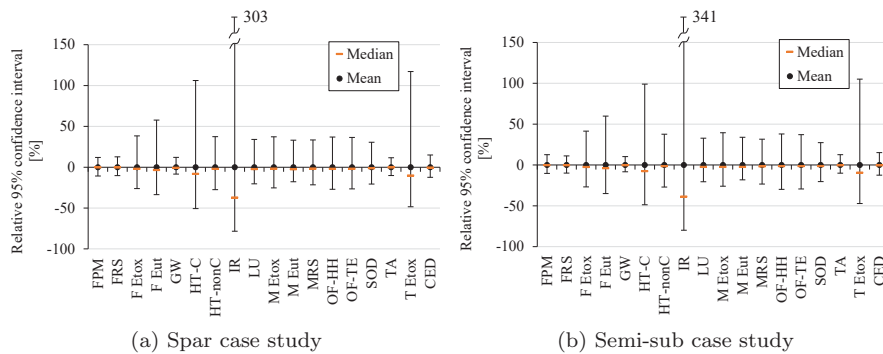 303
150
100
50
0
-50
-100
Relative 95% confidence interval
[%]
Median
Mean
FPM
FRS
F Etox
F Eut
GW
HT-C
HT-nonC
IR
LU
M Etox
M Eut
MRS
OF-HH
OF-TE
SOD
TA
T Etox
CED
(a) Spar case study
341
150
100
50
0
-50
-100
Relative 95% confidence interval
[%]
Median
Mean
FPM
FRS
F Etox
F Eut
GW
HT-C
HT-nonC
IR
LU
M Etox
M Eut
MRS
OF-HH
OF-TE
SOD
TA
T Etox
CED
(b) Semi-sub case study